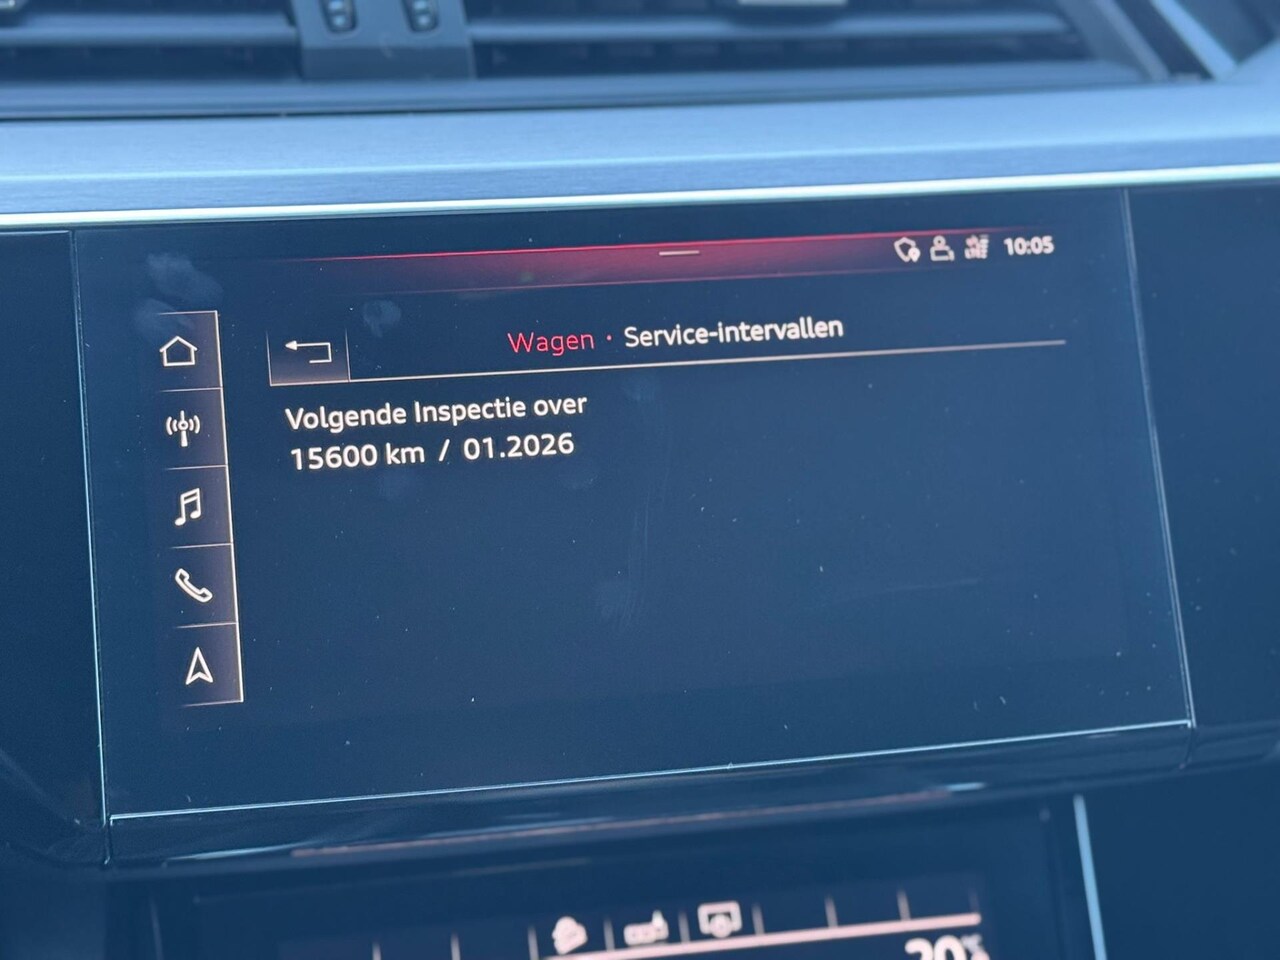 10:05
Wagen · Service-intervallen
Volgende Inspectie over
15600 km / 01.2026